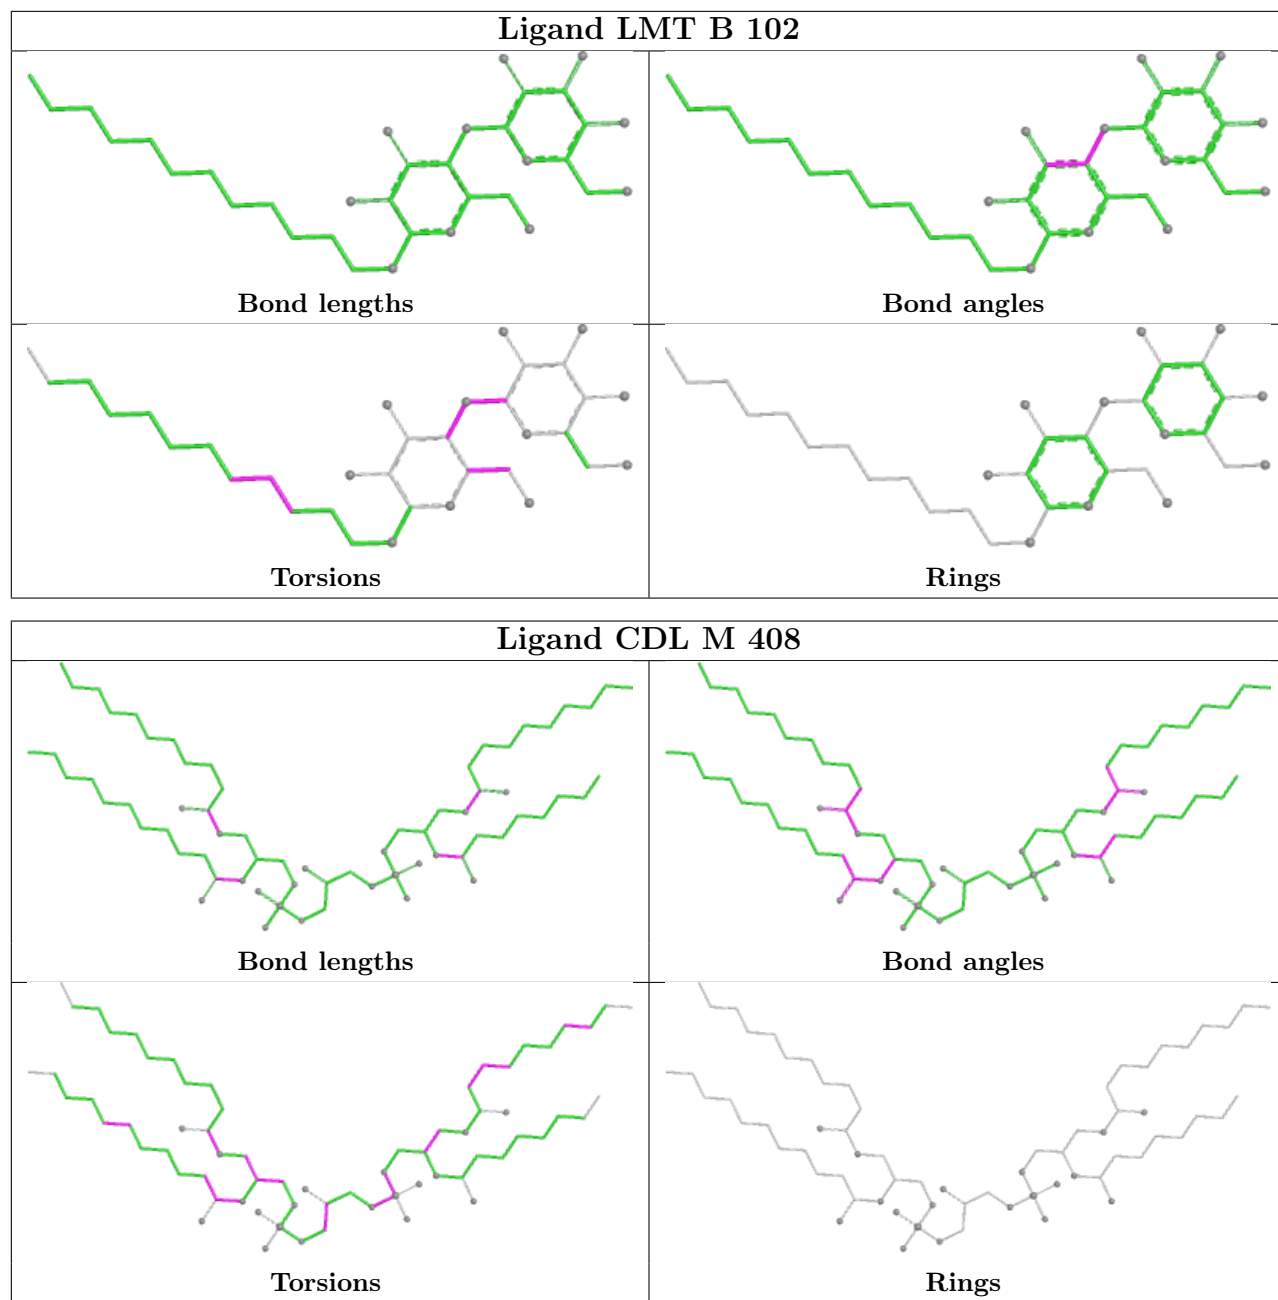 Ligand LMT B 102
Bond lengths
Bond angles
Torsions
Rings
Ligand CDL M 408
Bond lengths
Bond angles
Torsions
Rings